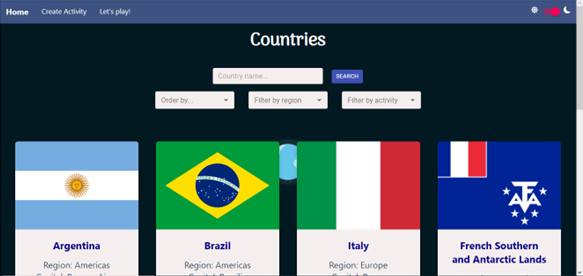 Home Create Activity Let's play!
Countries
Country name... SEARCH
Order by... Filter by region Filter by activity
Argentina Brazil Italy French Southern
and Antarctic Lands
Region: Americas Region: Americas Region: Europe